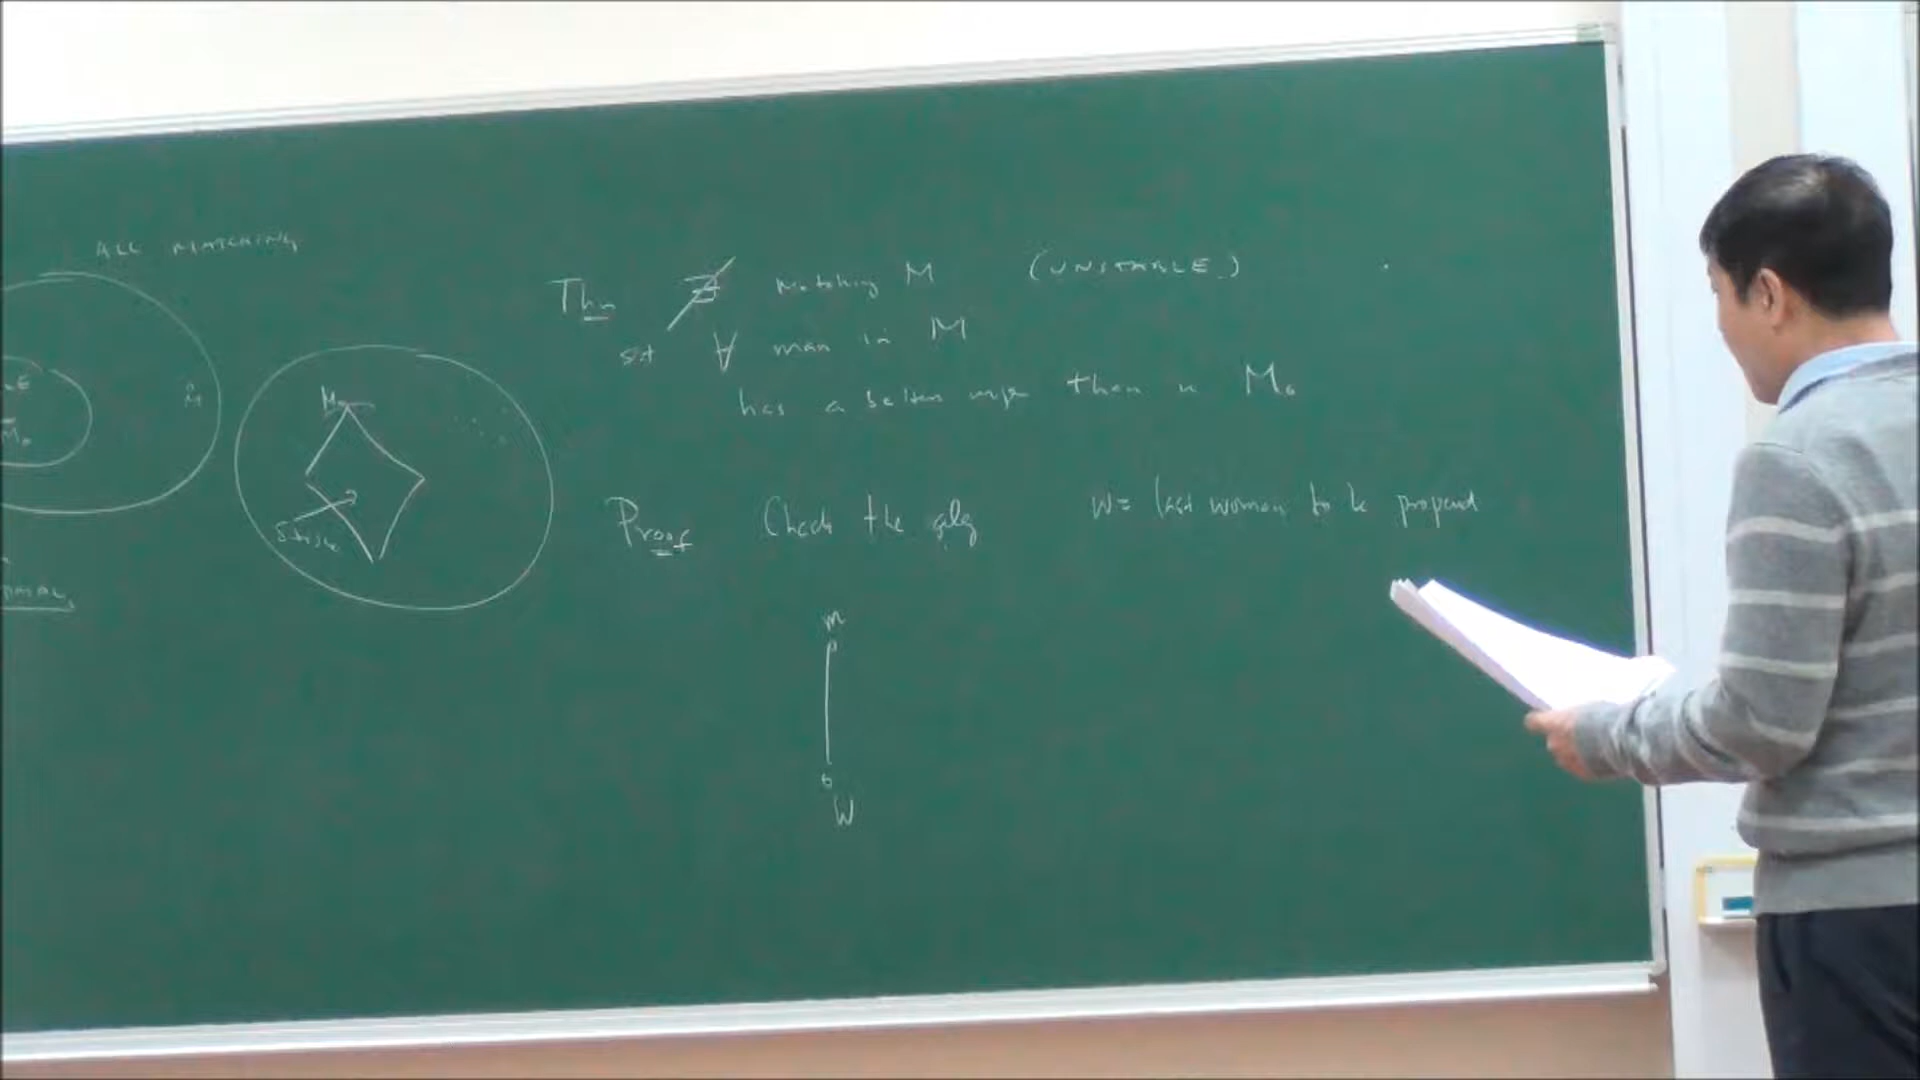 ALL MATCHING
M₀
M
M₀
Stable
Thm ∄ Matching M (UNSTABLE)
s.t ∀ man in M
has a better wife than in M₀
Proof Check the alg W = last woman to be proposed
m
W